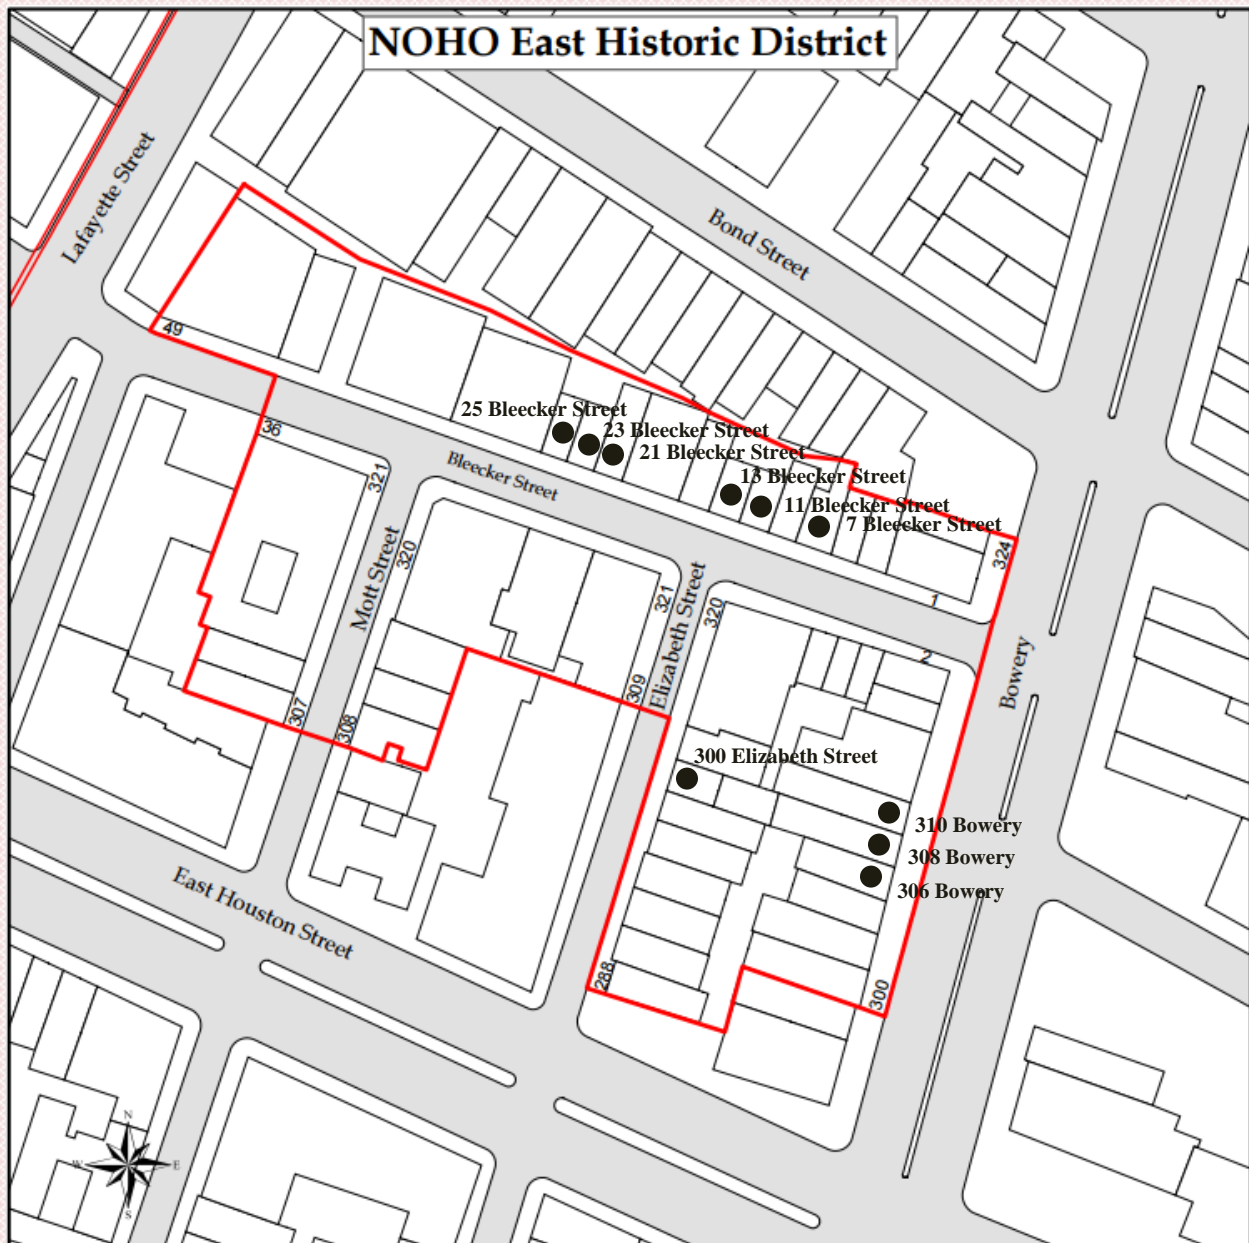 NOHO East Historic District
Lafayette Street
Bond Street
49
25 Bleecker Street
23 Bleecker Street
36
21 Bleecker Street
Bleecker Street
321
13 Bleecker Street
11 Bleecker Street
7 Bleecker Street
324
320
Mott Street
321
320
1
Elizabeth Street
2
Bowery
309
307
308
300 Elizabeth Street
310 Bowery
308 Bowery
306 Bowery
East Houston Street
288
300
N
W
E
S